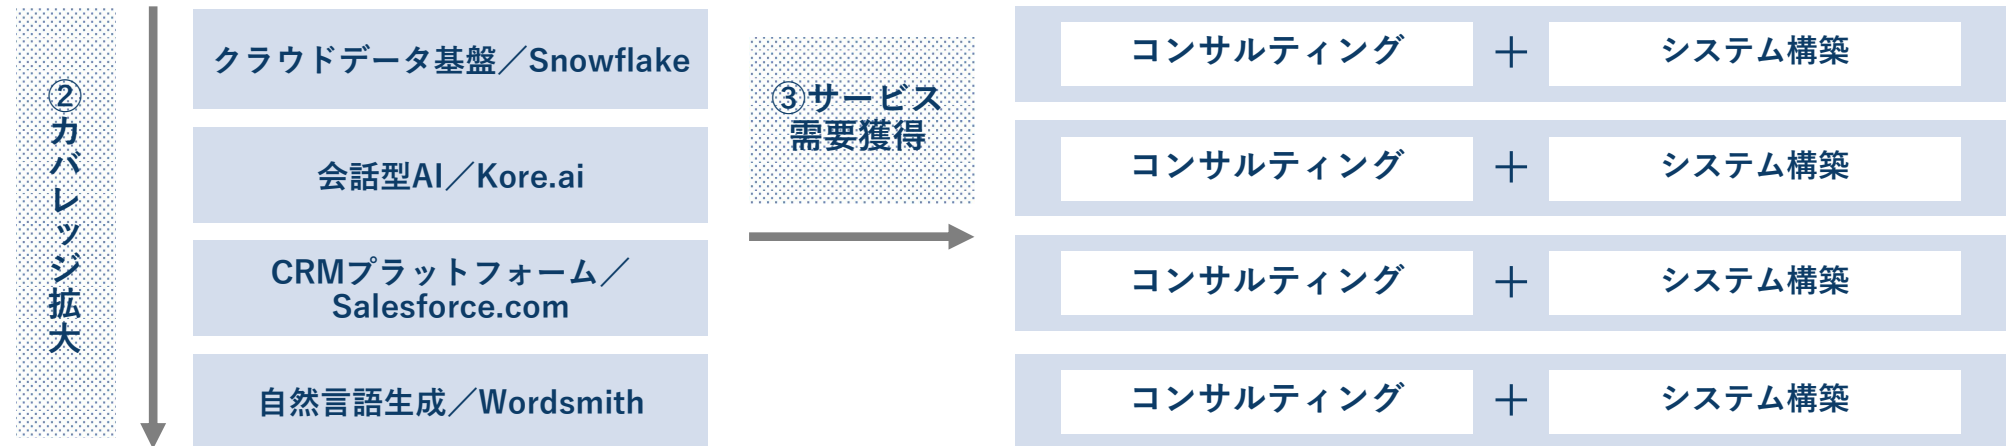 ②カバレッジ拡大
クラウドデータ基盤／Snowflake
会話型AI／Kore.ai
CRMプラットフォーム／
Salesforce.com
自然言語生成／Wordsmith
③サービス
需要獲得
コンサルティング ＋ システム構築
コンサルティング ＋ システム構築
コンサルティング ＋ システム構築
コンサルティング ＋ システム構築